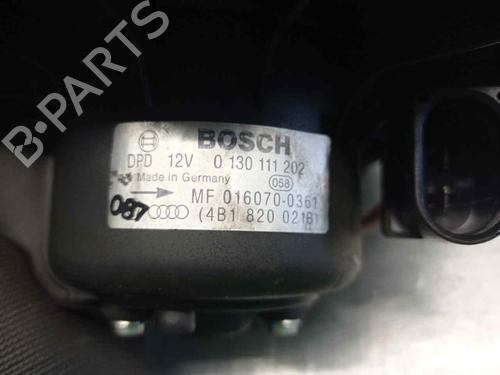 BOSCH
DPD 12V 0 130 111 202
Made in Germany 058
MF 016070-0361
087 (4B1 820 021B)
B-PARTS